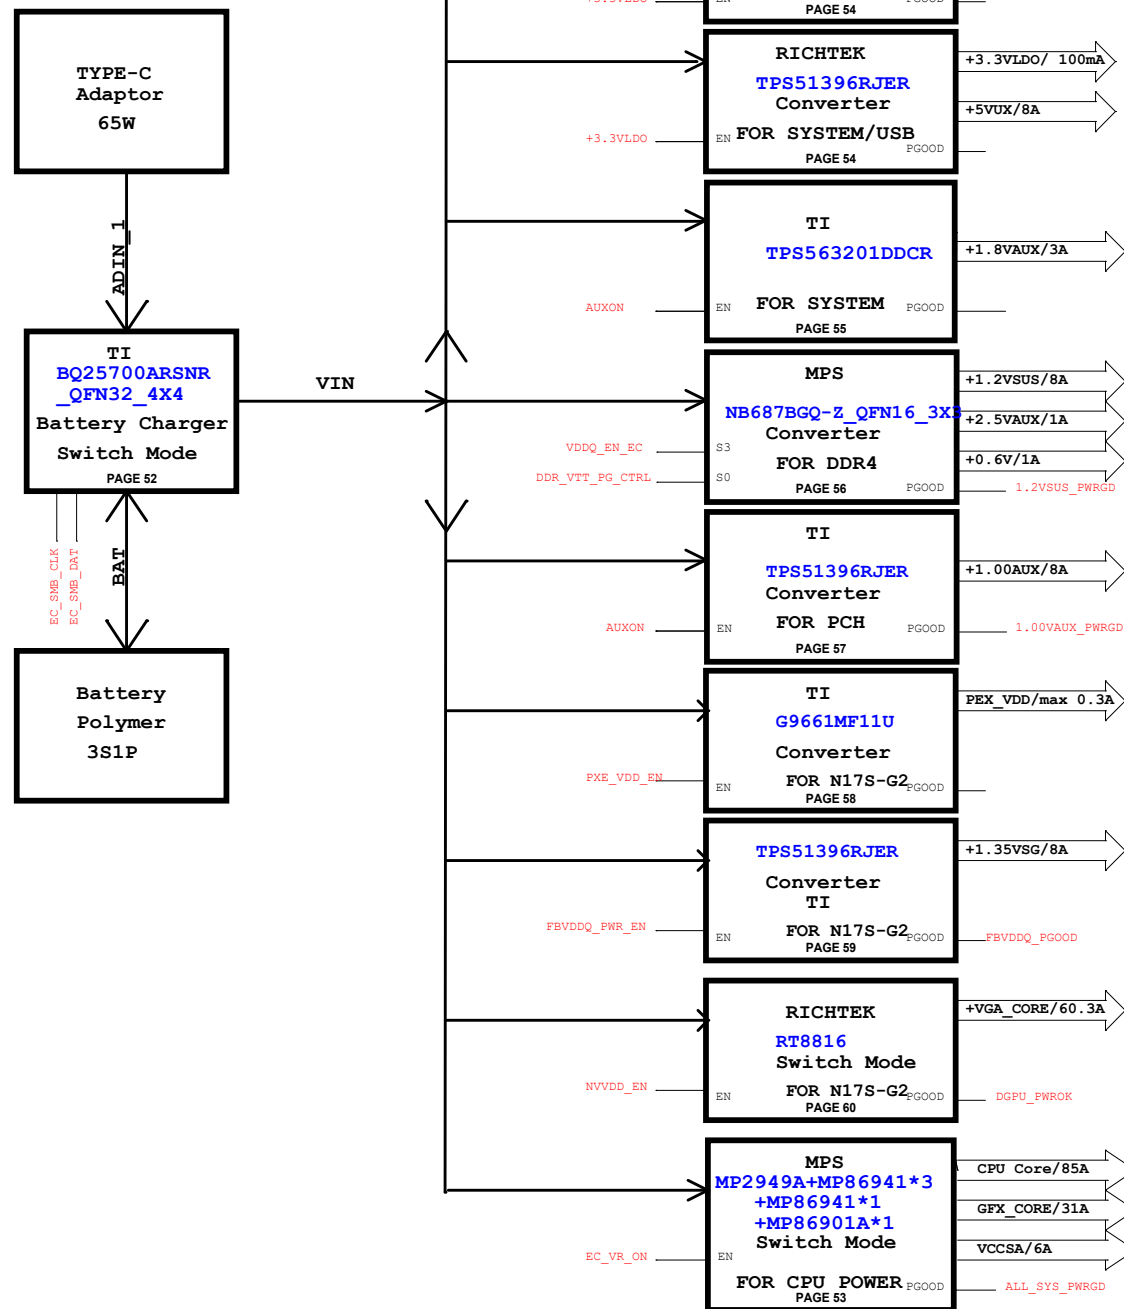 TYPE-C
Adaptor
65W
ADIN_1
TI
BQ25700ARSNR
_QFN32_4X4
Battery Charger
Switch Mode
PAGE 52
EC_SMB_CLK
EC_SMB_DAT
BAT
Battery
Polymer
3S1P
VIN
+3.3VLDO
EN
PGOOD
PAGE 54
RICHTEK
TPS51396RJER
Converter
FOR SYSTEM/USB
PAGE 54
+3.3VLDO
EN
PGOOD
+3.3VLDO/ 100mA
+5VUX/8A
TI
TPS563201DDCR
FOR SYSTEM
PAGE 55
AUXON
EN
PGOOD
+1.8VAUX/3A
MPS
NB687BGQ-Z_QFN16_3X3
Converter
FOR DDR4
PAGE 56
VDDQ_EN_EC
S3
DDR_VTT_PG_CTRL
S0
PGOOD
+1.2VSUS/8A
+2.5VAUX/1A
+0.6V/1A
1.2VSUS_PWRGD
TI
TPS51396RJER
Converter
FOR PCH
PAGE 57
AUXON
EN
PGOOD
+1.00AUX/8A
1.00VAUX_PWRGD
TI
G9661MF11U
Converter
FOR N17S-G2
PAGE 58
PXE_VDD_EN
EN
PGOOD
PEX_VDD/max 0.3A
TPS51396RJER
Converter
TI
FOR N17S-G2
PAGE 59
FBVDDQ_PWR_EN
EN
PGOOD
+1.35VSG/8A
FBVDDQ_PGOOD
RICHTEK
RT8816
Switch Mode
FOR N17S-G2
PAGE 60
NVVDD_EN
EN
PGOOD
+VGA_CORE/60.3A
DGPU_PWROK
MPS
MP2949A+MP86941*3
+MP86941*1
+MP86901A*1
Switch Mode
FOR CPU POWER
PAGE 53
EC_VR_ON
EN
PGOOD
CPU Core/85A
GFX_CORE/31A
VCCSA/6A
ALL_SYS_PWRGD